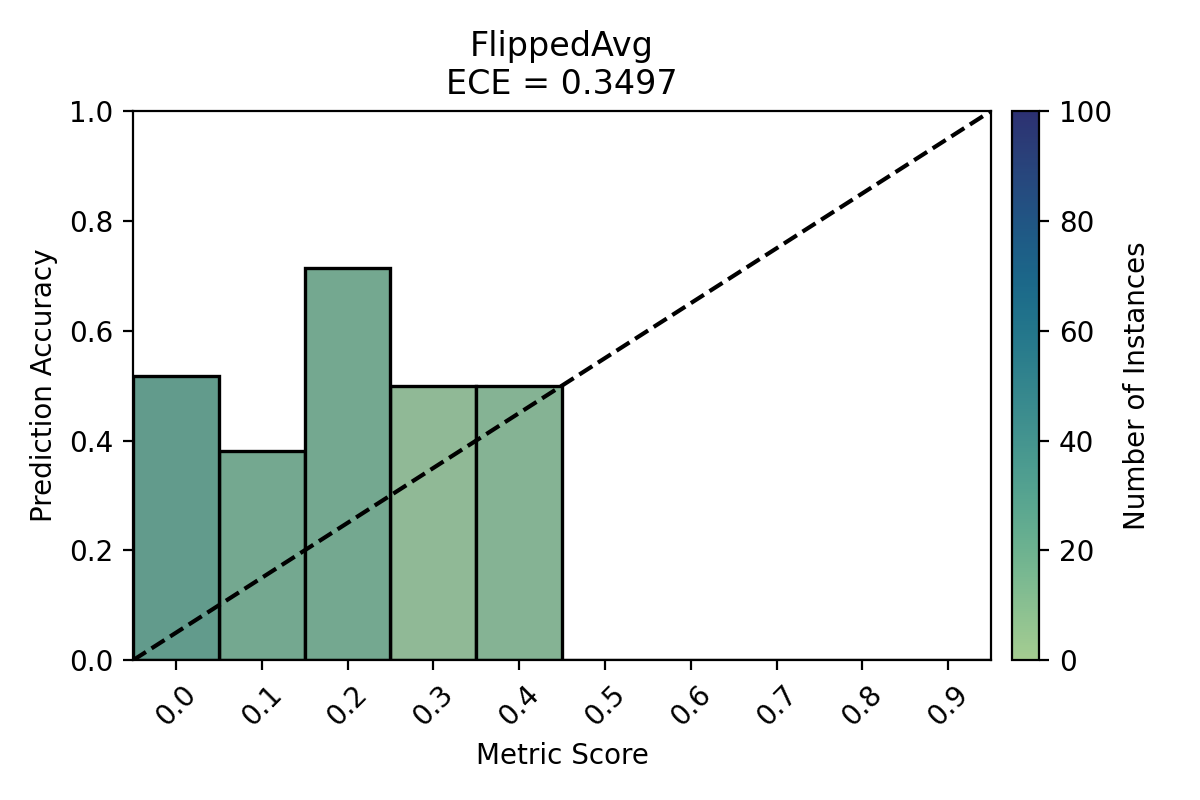 FlippedAvg
ECE = 0.3497
1.0
0.8
0.6
0.4
0.2
0.0
Prediction Accuracy
0.0 0.1 0.2 0.3 0.4 0.5 0.6 0.7 0.8 0.9
Metric Score
100
80
60
40
20
0
Number of Instances